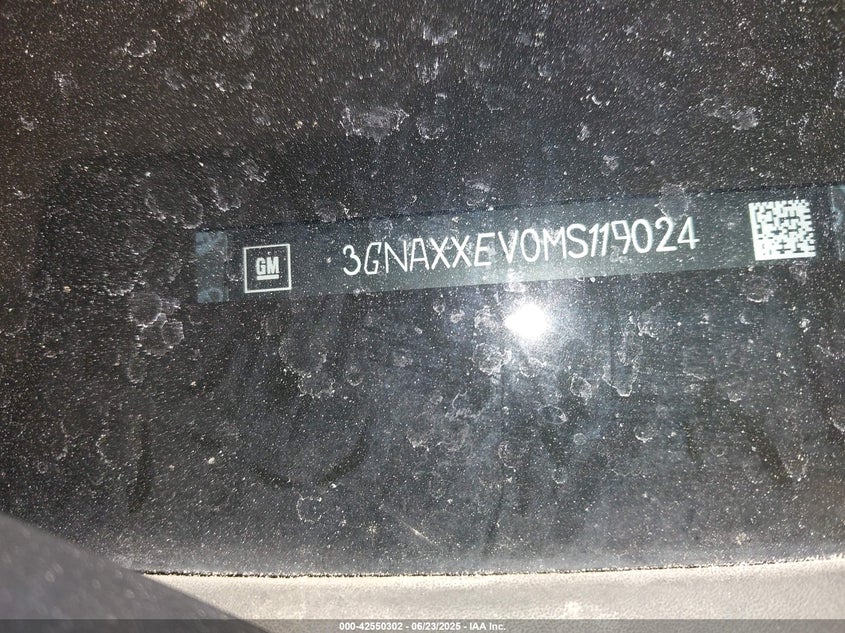 GM 3GNAXXEV0MS119024
000-42550302 | 06/23/2025 - IAA Inc.